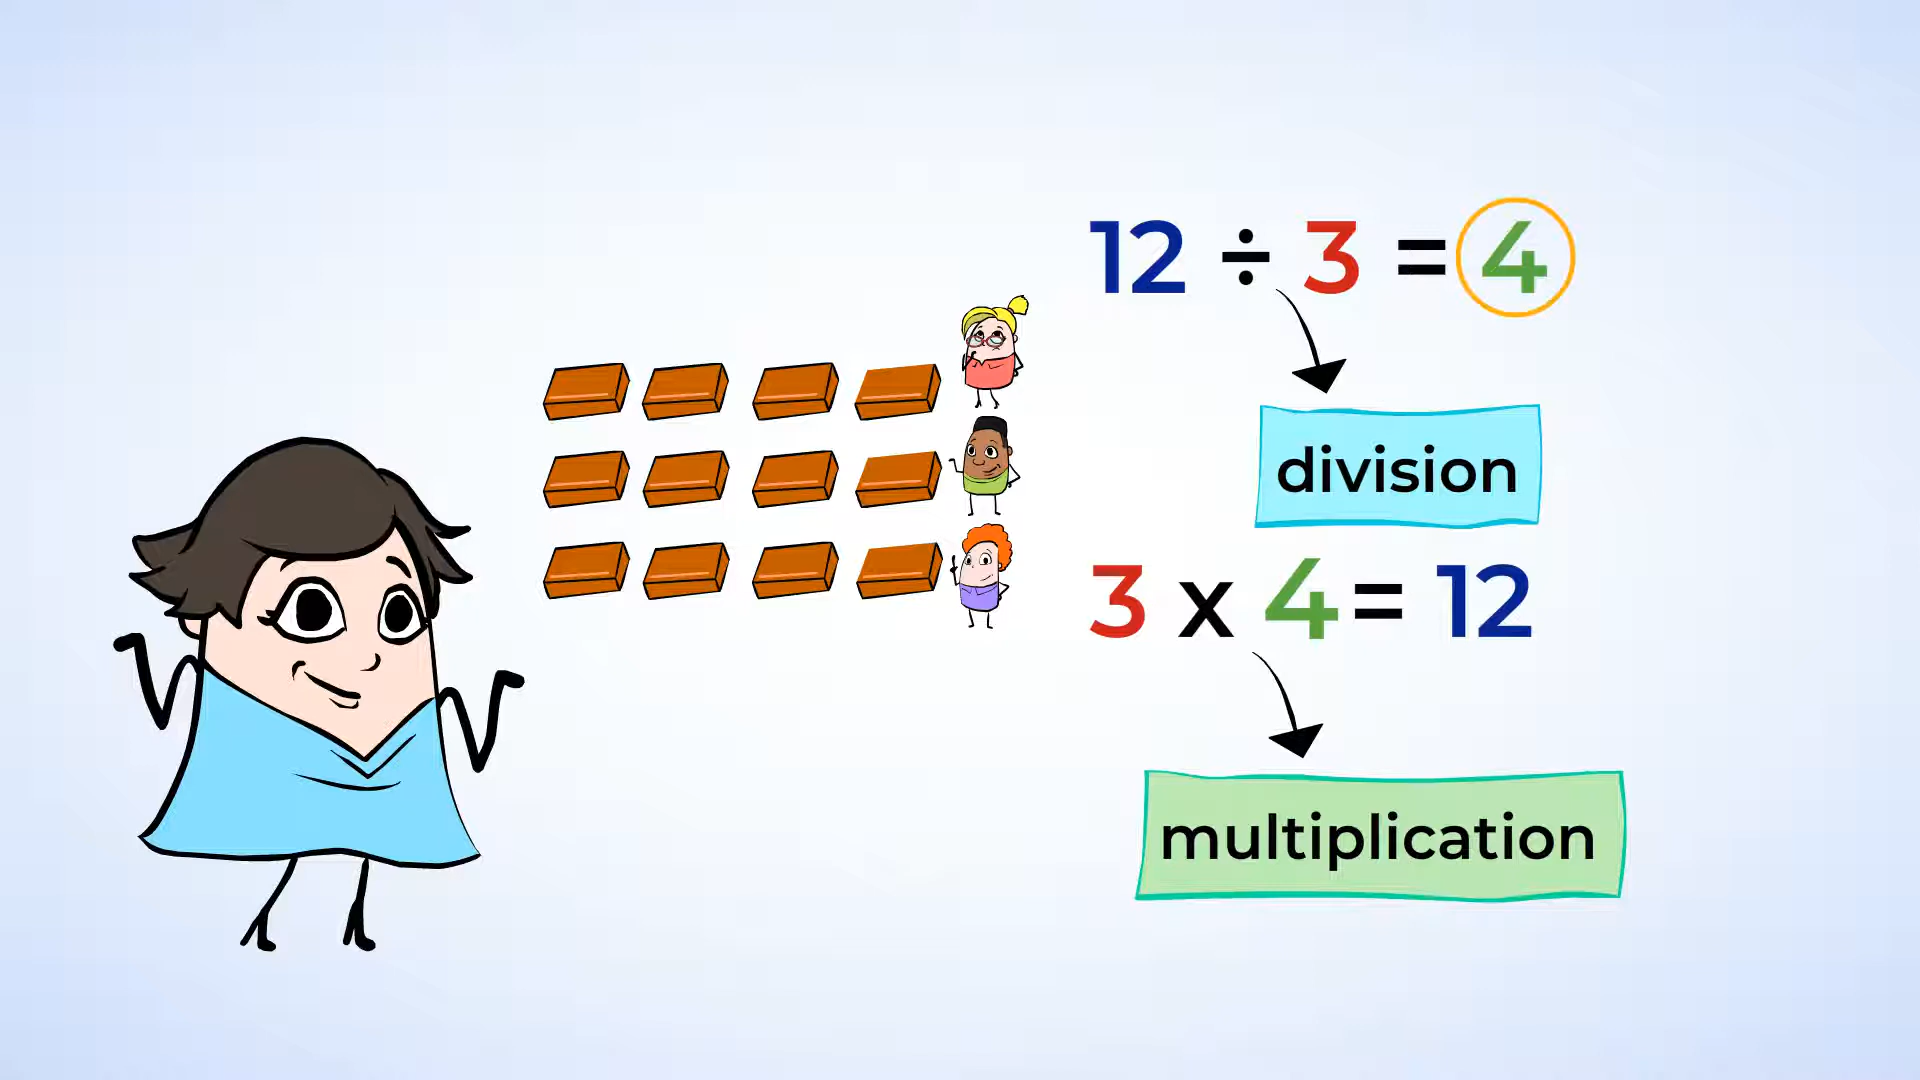 12 ÷ 3 = 4
division
3 x 4 = 12
multiplication